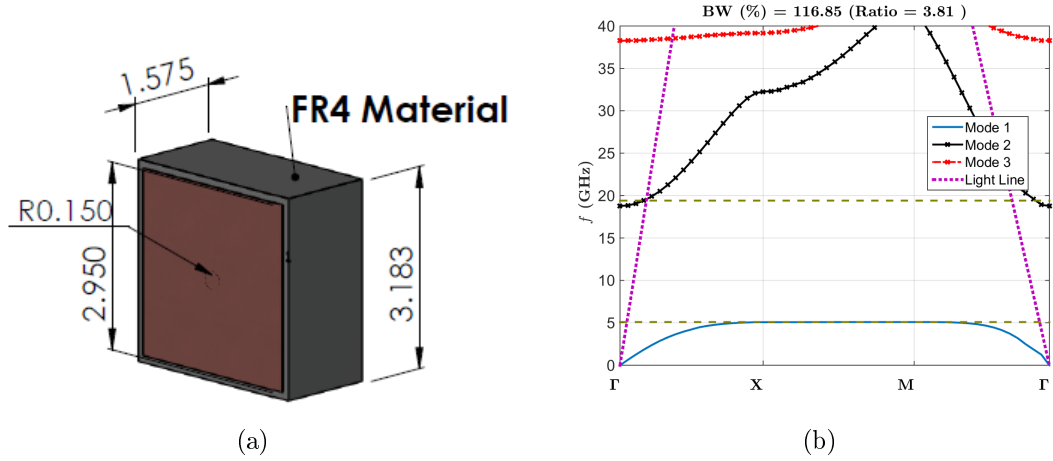 1.575
FR4 Material
R0.150
2.950
3.183
(a)
BW (%) = 116.85 (Ratio = 3.81 )
f (GHz)
40
35
30
25
20
15
10
5
0
Γ
X
M
Γ
Mode 1
Mode 2
Mode 3
Light Line
(b)